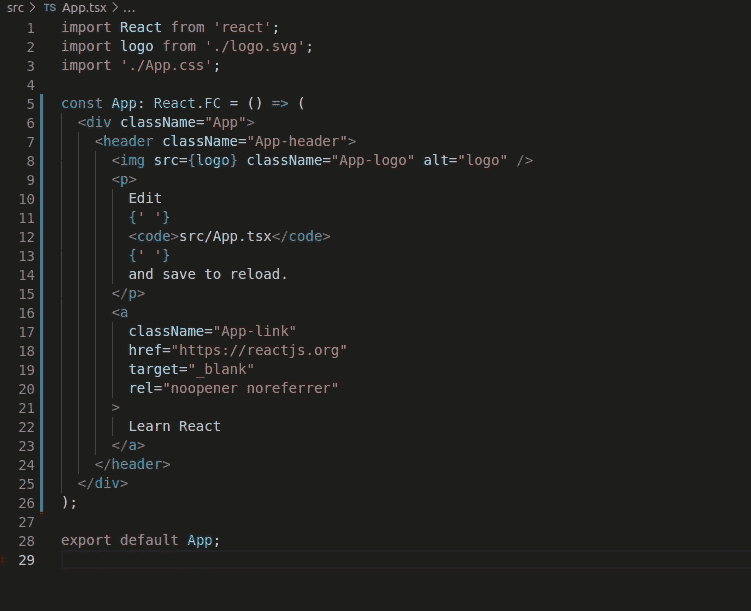 src > TS App.tsx > ...
1 import React from 'react';
2 import logo from './logo.svg';
3 import './App.css';
4
5 const App: React.FC = () => (
6   <div className="App">
7     <header className="App-header">
8       <img src={logo} className="App-logo" alt="logo" />
9       <p>
10         Edit
11         {' '}
12         <code>src/App.tsx</code>
13         {' '}
14         and save to reload.
15       </p>
16       <a
17         className="App-link"
18         href="https://reactjs.org"
19         target="_blank"
20         rel="noopener noreferrer"
21       >
22         Learn React
23       </a>
24     </header>
25   </div>
26 );
27
28 export default App;
29